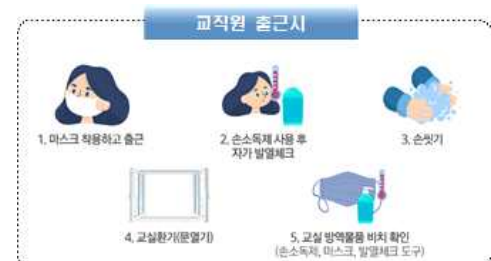 교직원 출근시
1. 마스크 착용하고 출근
2. 손소독제 사용 후
자가 발열체크
3. 손씻기
4. 교실환기(문열기)
5. 교실 방역물품 비치 확인
(손소독제, 마스크, 발열체크 도구)